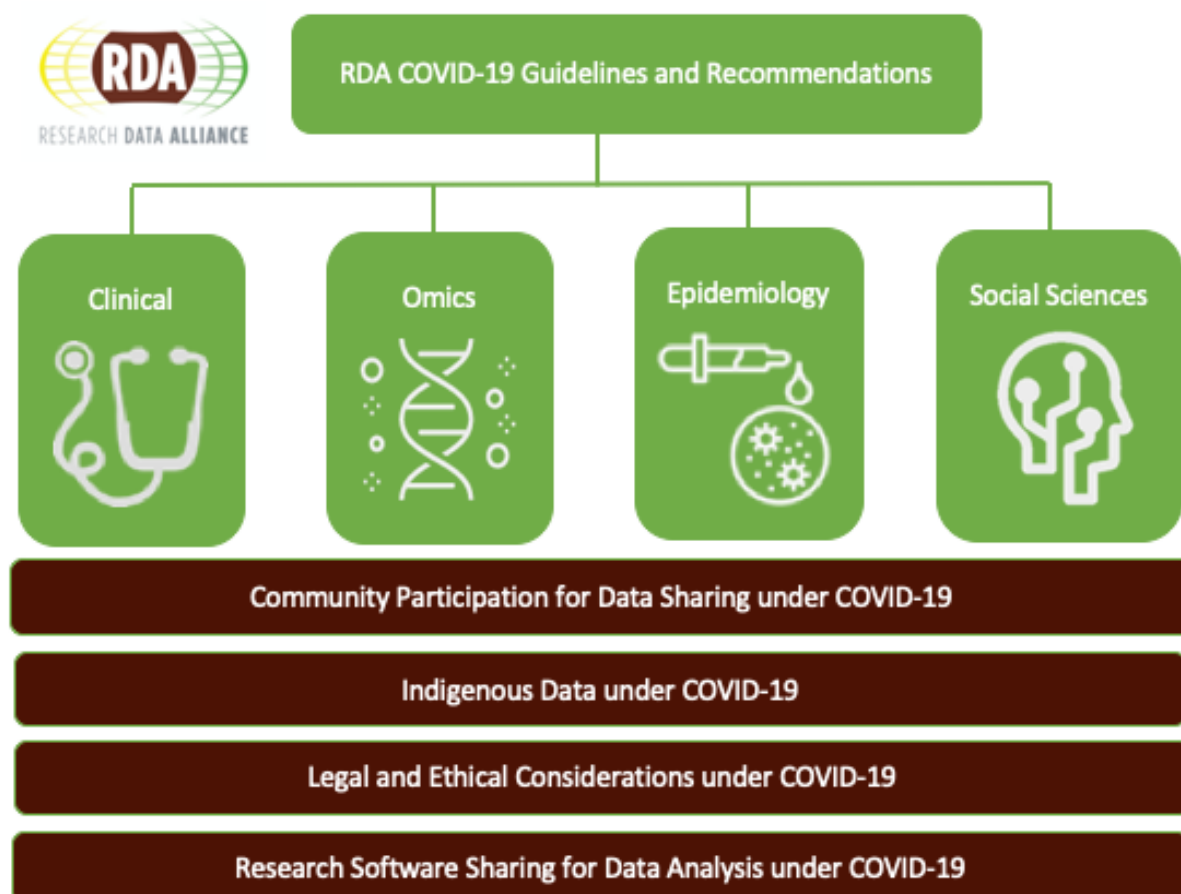 RDA
RESEARCH DATA ALLIANCE
RDA COVID-19 Guidelines and Recommendations
Clinical
Omics
Epidemiology
Social Sciences
Community Participation for Data Sharing under COVID-19
Indigenous Data under COVID-19
Legal and Ethical Considerations under COVID-19
Research Software Sharing for Data Analysis under COVID-19